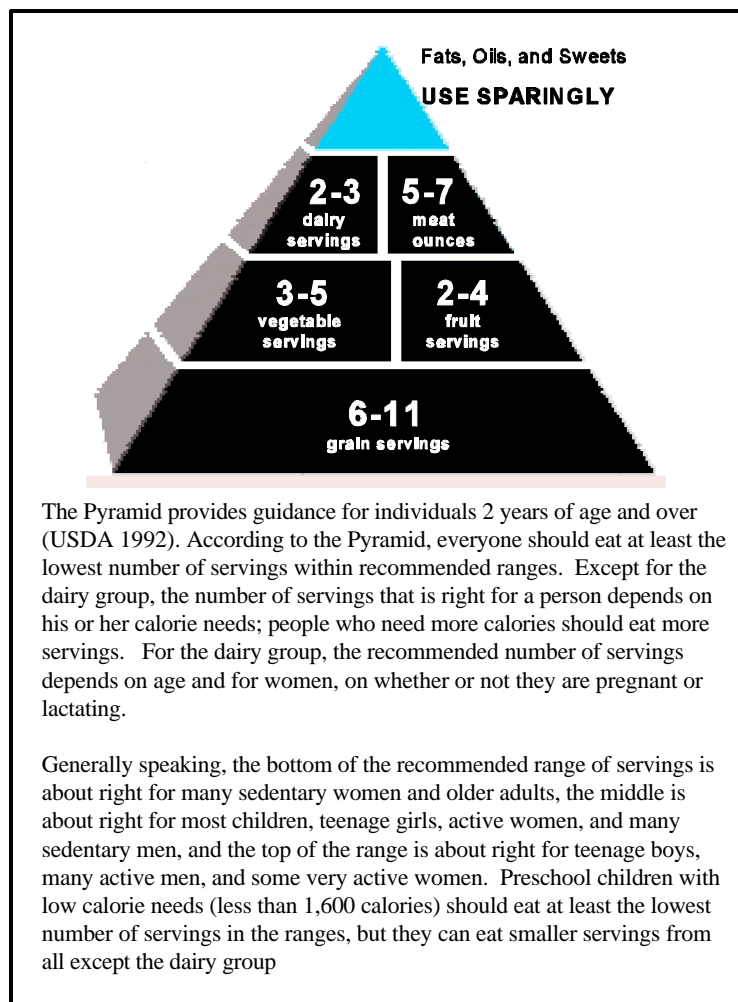 Fats, Oils, and Sweets
USE SPARINGLY
2-3
dairy
servings
5-7
meat
ounces
3-5
vegetable
servings
2-4
fruit
servings
6-11
grain servings
The Pyramid provides guidance for individuals 2 years of age and over
(USDA 1992). According to the Pyramid, everyone should eat at least the
lowest number of servings within recommended ranges.  Except for the
dairy group, the number of servings that is right for a person depends on
his or her calorie needs; people who need more calories should eat more
servings.   For the dairy group, the recommended number of servings
depends on age and for women, on whether or not they are pregnant or
lactating.
Generally speaking, the bottom of the recommended range of servings is
about right for many sedentary women and older adults, the middle is
about right for most children, teenage girls, active women, and many
sedentary men, and the top of the range is about right for teenage boys,
many active men, and some very active women.  Preschool children with
low calorie needs (less than 1,600 calories) should eat at least the lowest
number of servings in the ranges, but they can eat smaller servings from
all except the dairy group